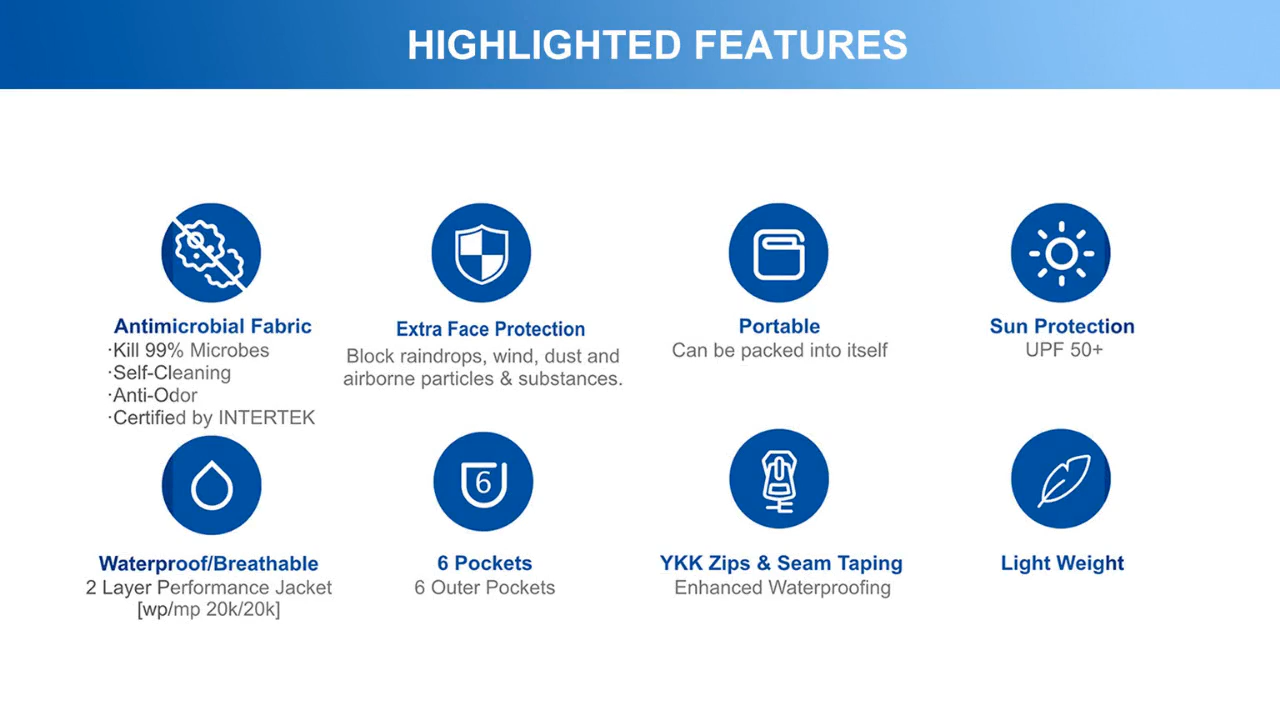 HIGHLIGHTED FEATURES
Antimicrobial Fabric
·Kill 99% Microbes
·Self-Cleaning
·Anti-Odor
·Certified by INTERTEK
Extra Face Protection
Block raindrops, wind, dust and
airborne particles & substances.
Portable
Can be packed into itself
Sun Protection
UPF 50+
Waterproof/Breathable
2 Layer Performance Jacket
[wp/mp 20k/20k]
6
6 Pockets
6 Outer Pockets
YKK Zips & Seam Taping
Enhanced Waterproofing
Light Weight